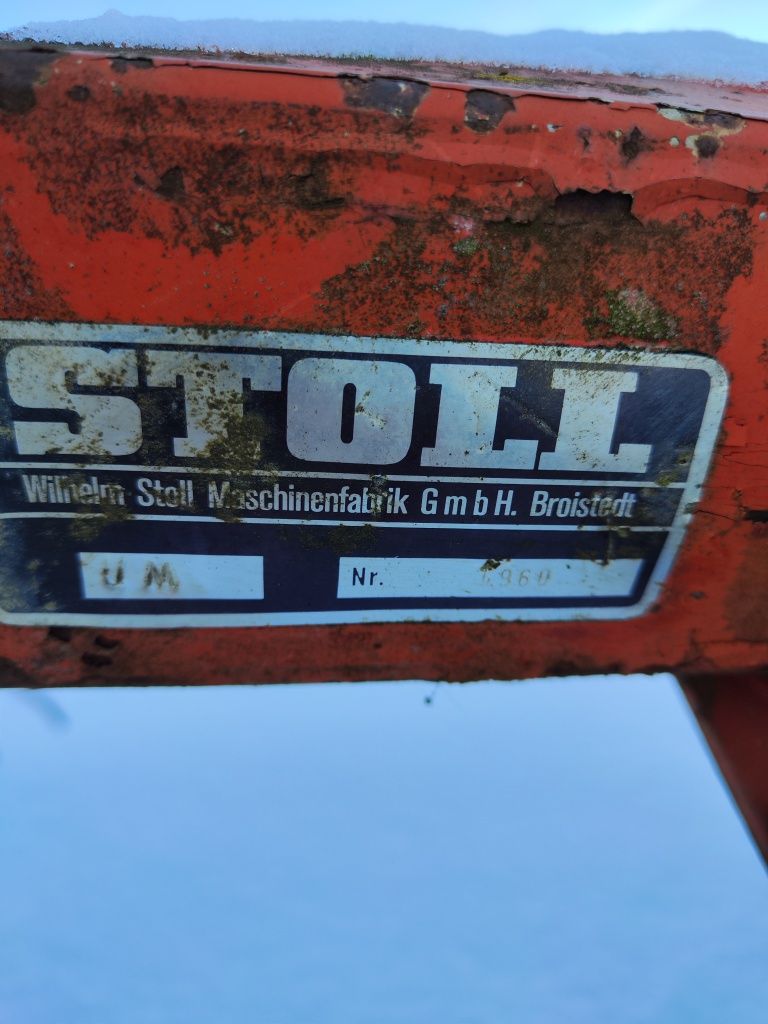 STOLL
Wilhelm Stoll Maschinenfabrik GmbH. Broistedt
UM Nr.